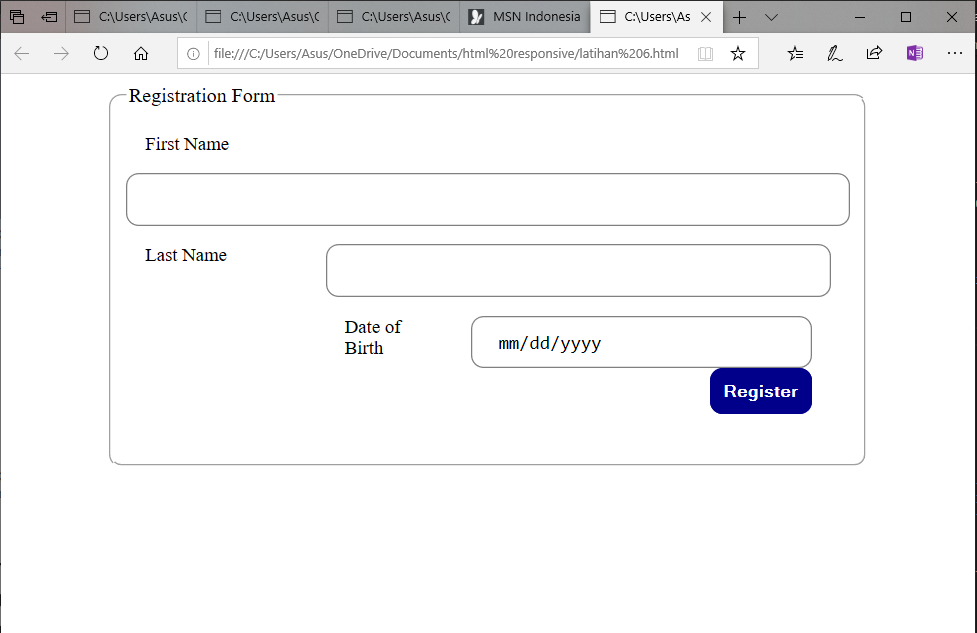 C:\Users\Asus\C
C:\Users\Asus\C
C:\Users\Asus\C
MSN Indonesia
C:\Users\As
file:///C:/Users/Asus/OneDrive/Documents/html%20responsive/latihan%206.html
Registration Form
First Name
Last Name
Date of
Birth
mm/dd/yyyy
Register